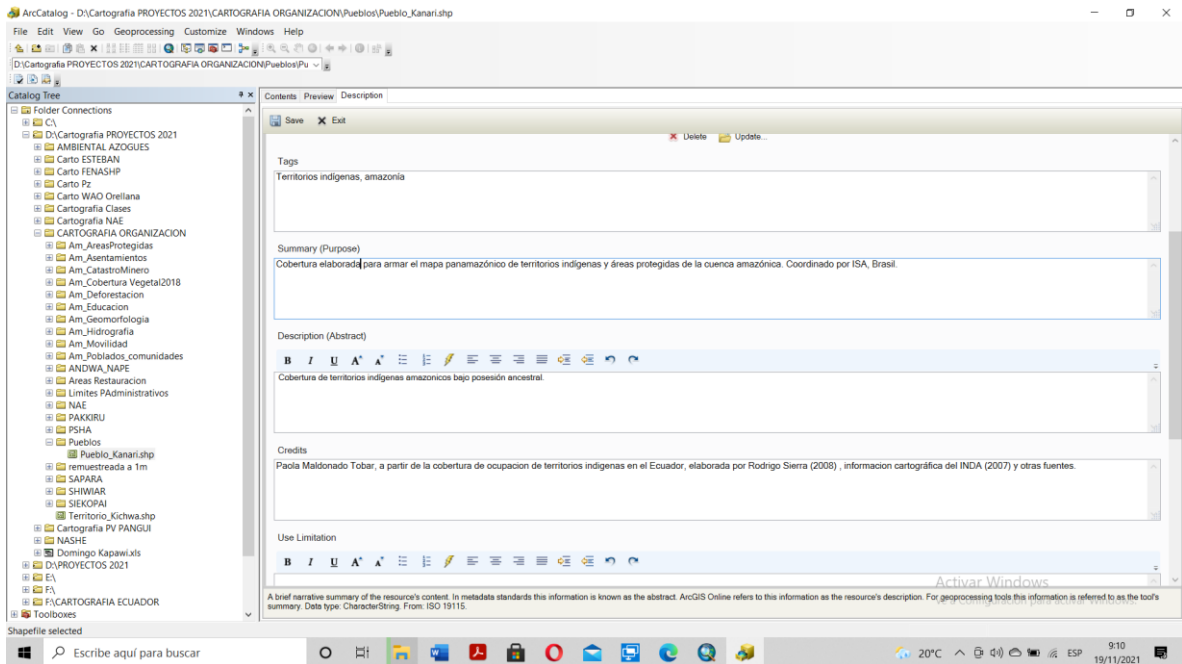 ArcCatalog - D:\Cartografia PROYECTOS 2021\CARTOGRAFIA ORGANIZACION\Pueblos\Pueblo_Kanari.shp
File Edit View Go Geoprocessing Customize Windows Help
D:\Cartografia PROYECTOS 2021\CARTOGRAFIA ORGANIZACION\Pueblos\Pu
Catalog Tree
Folder Connections
C:\
D:\Cartografia PROYECTOS 2021
AMBIENTAL AZOGUES
Carto ESTEBAN
Carto FENASHP
Carto Pz
Carto WAO Orellana
Cartografia Clases
Cartografia NAE
CARTOGRAFIA ORGANIZACION
Am_AreasProtegidas
Am_Asentamientos
Am_CatastroMinero
Am_Cobertura Vegetal2018
Am_Deforestacion
Am_Educacion
Am_Geomorfologia
Am_Hidrografia
Am_Movilidad
Am_Poblados_comunidades
ANDWA_NAPE
Areas Restauracion
Limites PAdministrativos
NAE
PAKKIRU
PSHA
Pueblos
Pueblo_Kanari.shp
remuestreada a 1m
SAPARA
SHIWIAR
SIEKOPAI
Territorio_Kichwa.shp
Cartografia PV PANGUI
NASHE
Domingo Kapawi.xls
D:\PROYECTOS 2021
E:\
F:\
F:\CARTOGRAFIA ECUADOR
Toolboxes
Contents Preview Description
Save Exit
Delete Update...
Tags
Territorios indígenas, amazonía
Summary (Purpose)
Cobertura elaborada para armar el mapa panamazónico de territorios indígenas y áreas protegidas de la cuenca amazónica. Coordinado por ISA, Brasil.
Description (Abstract)
B I U A A
Cobertura de territorios indígenas amazonicos bajo posesión ancestral.
Credits
Paola Maldonado Tobar, a partir de la cobertura de ocupacion de territorios indigenas en el Ecuador, elaborada por Rodrigo Sierra (2008) , informacion cartográfica del INDA (2007) y otras fuentes.
Use Limitation
B I U A A
Activar Windows
A brief narrative summary of the resource's content. In metadata standards this information is known as the abstract. ArcGIS Online refers to this information as the resource's description. For geoprocessing tools this information is referred to as the tool's
summary. Data type: CharacterString. From: ISO 19115.
Shapefile selected
Escribe aquí para buscar
20°C
ESP
9:10
19/11/2021